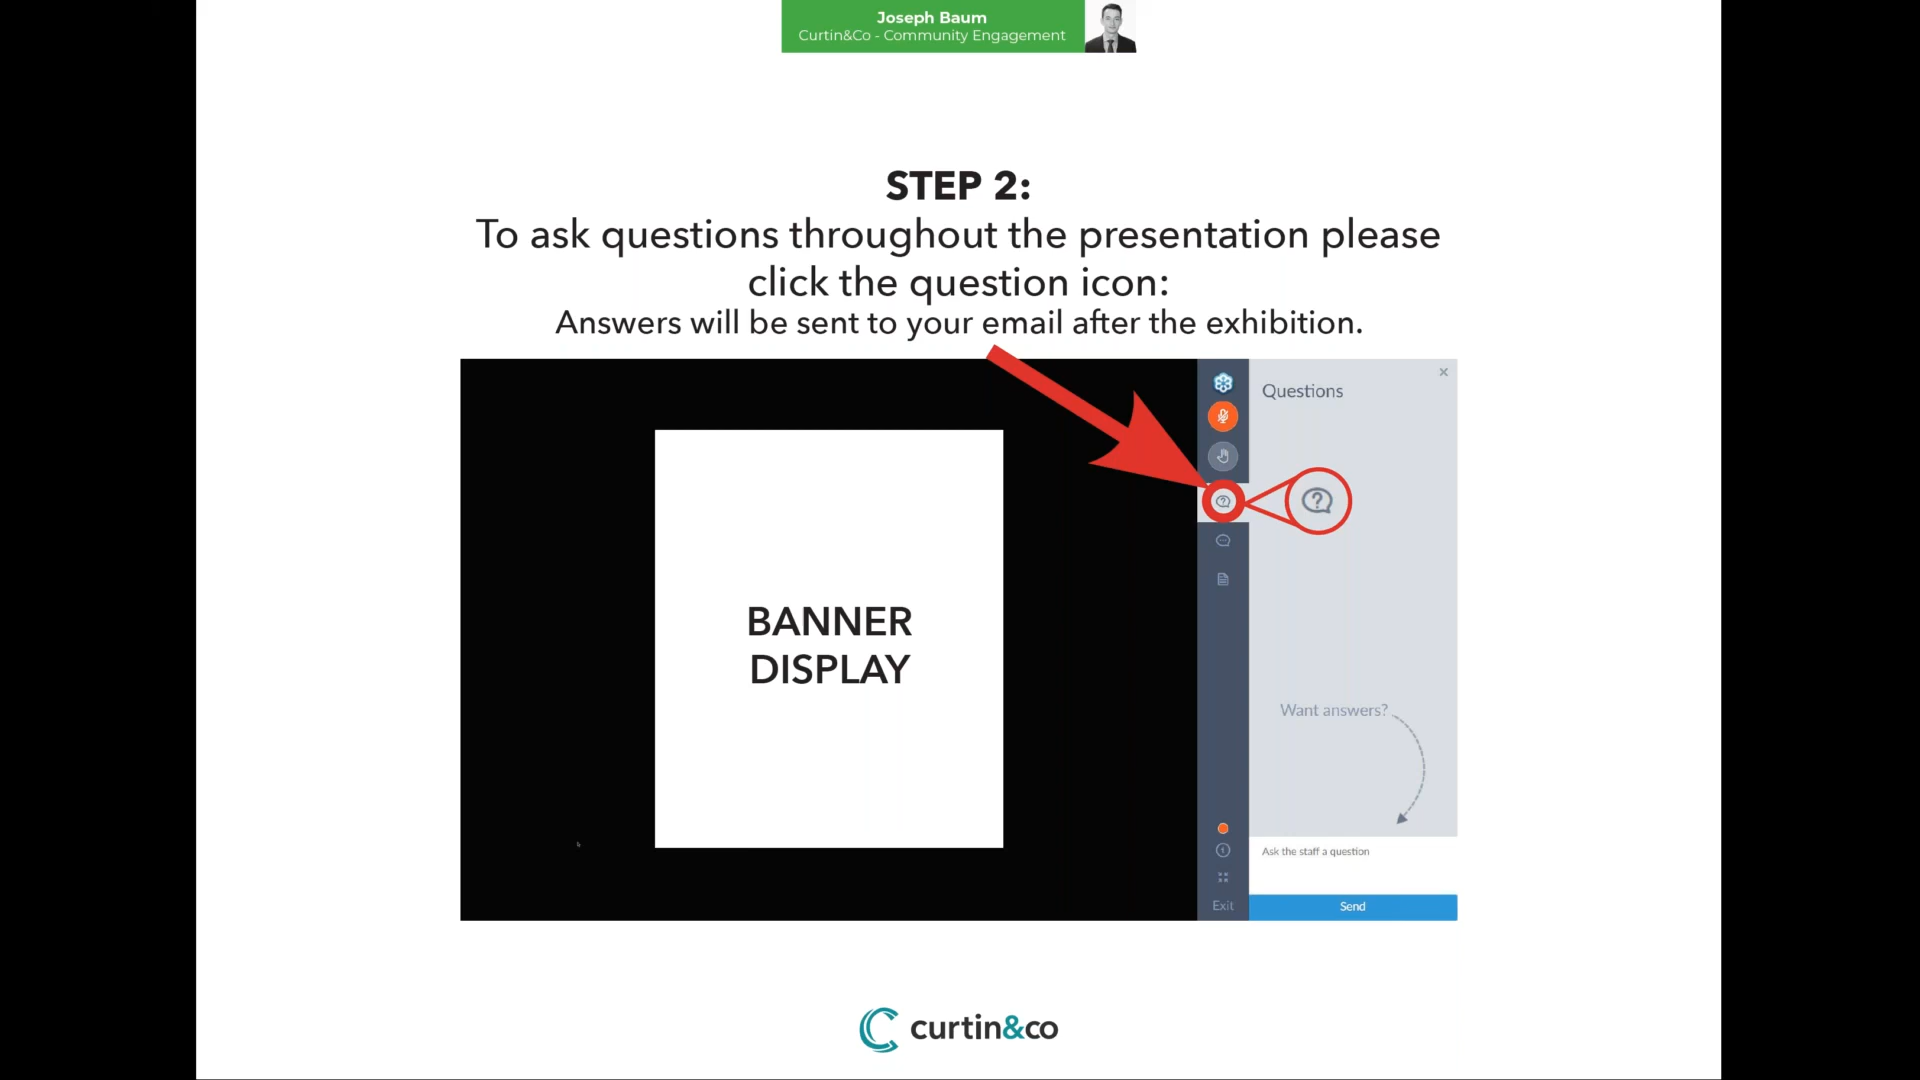 Joseph Baum
Curtin&Co - Community Engagement
STEP 2:
To ask questions throughout the presentation please
click the question icon:
Answers will be sent to your email after the exhibition.
Questions
BANNER
DISPLAY
Want answers?
Ask the staff a question
Exit
Send
curtin&co